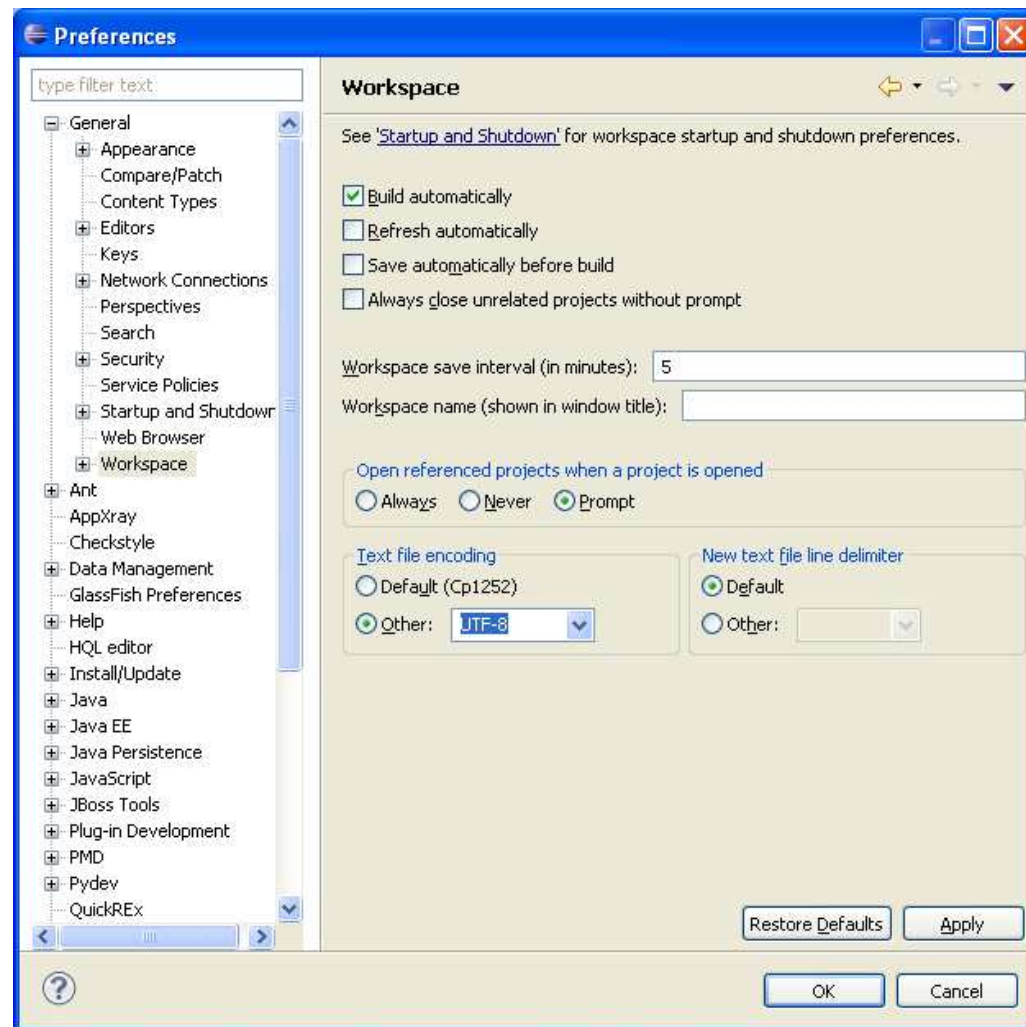 Preferences
type filter text
Workspace
See 'Startup and Shutdown' for workspace startup and shutdown preferences.
General
Appearance
Compare/Patch
Content Types
Editors
Keys
Network Connections
Perspectives
Search
Security
Service Policies
Startup and Shutdown
Web Browser
Workspace
Ant
AppXray
Checkstyle
Data Management
GlassFish Preferences
Help
HQL editor
Install/Update
Java
Java EE
Java Persistence
JavaScript
JBoss Tools
Plug-in Development
PMD
Pydev
QuickREx
Build automatically
Refresh automatically
Save automatically before build
Always close unrelated projects without prompt
Workspace save interval (in minutes): 5
Workspace name (shown in window title):
Open referenced projects when a project is opened
Always Never Prompt
Text file encoding
Default (Cp1252)
Other: UTF-8
New text file line delimiter
Default
Other:
Restore Defaults Apply
? OK Cancel